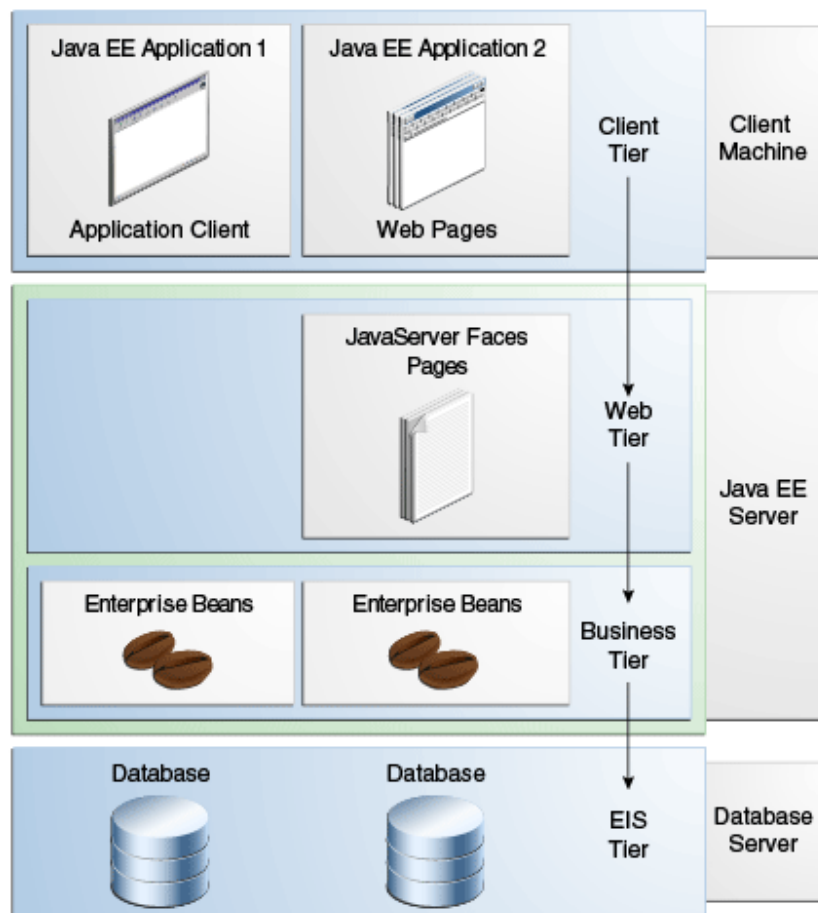 Java EE Application 1
Java EE Application 2
Application Client
Web Pages
Client
Tier
Client
Machine
JavaServer Faces
Pages
Web
Tier
Java EE
Server
Enterprise Beans
Enterprise Beans
Business
Tier
Database
Database
EIS
Tier
Database
Server